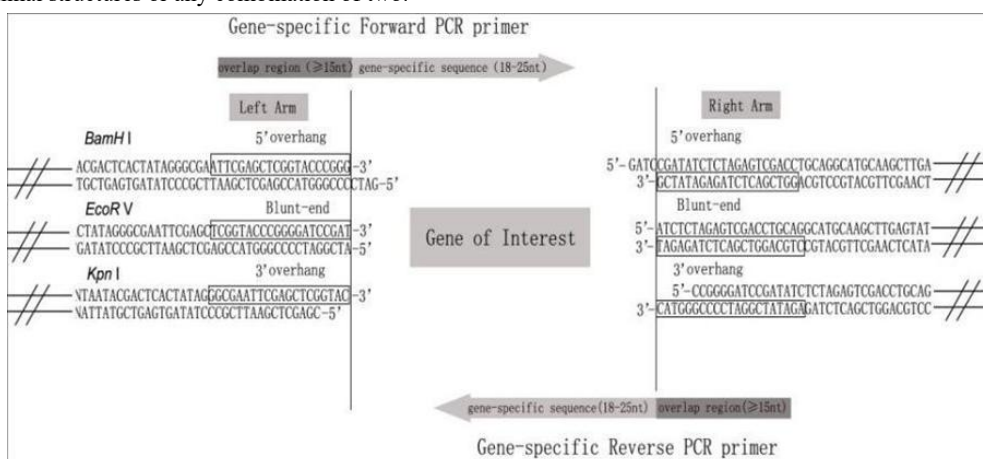 Gene-specific Forward PCR primer
overlap region (≥15nt) gene-specific sequence (18-25nt)
Left Arm
Right Arm
BamH I
5'overhang
ACGACTCACTATAGGGCGAATTCGAGCTCGGTACCCGGG-3'
TGCTGAGTGATATCCCGCTTAAGCTCGAGCCATGGGCCCCTAG-5'
5'overhang
5'-GATCCGATATCTCTAGAGTCGACCTGCAGGCATGCAAGCTTGA
3'-GCTATAGAGATCTCAGCTGGACGTCCGTACGTTCGAACT
EcoR V
Blunt-end
CTATAGGGCGAATTCGAGCTCGGTACCCGGGGATCCGAT-3'
GATATCCCGCTTAAGCTCGAGCCATGGGCCCCTAGGCTA-5'
Gene of Interest
Blunt-end
5'-ATCTCTAGAGTCGACCTGCAGGCATGCAAGCTTGAGTAT
3'-TAGAGATCTCAGCTGGACGTCCGTACGTTCGAACTCATA
Kpn I
3'overhang
NTAATACGACTCACTATAGGGCGAATTCGAGCTCGGTAC-3'
NATTATGCTGAGTGATATCCCGCTTAAGCTCGAGC-5'
3'overhang
5'-CCGGGGATCCGATATCTCTAGAGTCGACCTGCAG
3'-CATGGGCCCCTAGGCTATAGAGATCTCAGCTGGACGTCC
gene-specific sequence(18-25nt) overlap region(≥15nt)
Gene-specific Reverse PCR primer